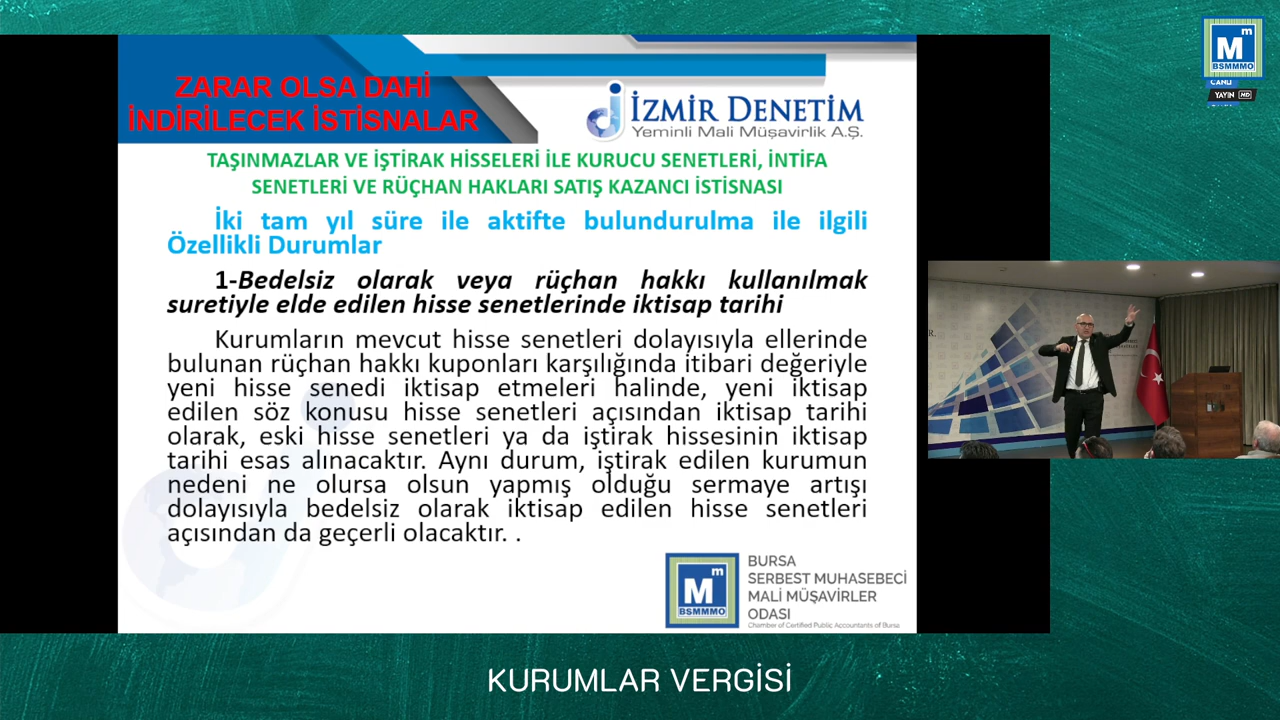 ZARAR OLSA DAHİ
İNDİRİLECEK İSTİSNALAR
İZMİR DENETİM
Yeminli Mali Müşavirlik A.Ş.
TAŞINMAZLAR VE İŞTİRAK HİSSELERİ İLE KURUCU SENETLERİ, İNTİFA
SENETLERİ VE RÜÇHAN HAKLARI SATIŞ KAZANCI İSTİSNASI
İki tam yıl süre ile aktifte bulundurulma ile ilgili
Özellikli Durumlar
1-Bedelsiz olarak veya rüçhan hakkı kullanılmak
suretiyle elde edilen hisse senetlerinde iktisap tarihi
Kurumların mevcut hisse senetleri dolayısıyla ellerinde
bulunan rüçhan hakkı kuponları karşılığında itibari değeriyle
yeni hisse senedi iktisap etmeleri halinde, yeni iktisap
edilen söz konusu hisse senetleri açısından iktisap tarihi
olarak, eski hisse senetleri ya da iştirak hissesinin iktisap
tarihi esas alınacaktır. Aynı durum, iştirak edilen kurumun
nedeni ne olursa olsun yapmış olduğu sermaye artışı
dolayısıyla bedelsiz olarak iktisap edilen hisse senetleri
açısından da geçerli olacaktır. .
Mm
BSMMMO
BURSA
SERBEST MUHASEBECİ
MALİ MÜŞAVİRLER
ODASI
Chamber of Certified Public Accountants of Bursa
Mm
BSMMMO
CANLI
YAYIN HD
KURUMLAR VERGİSİ